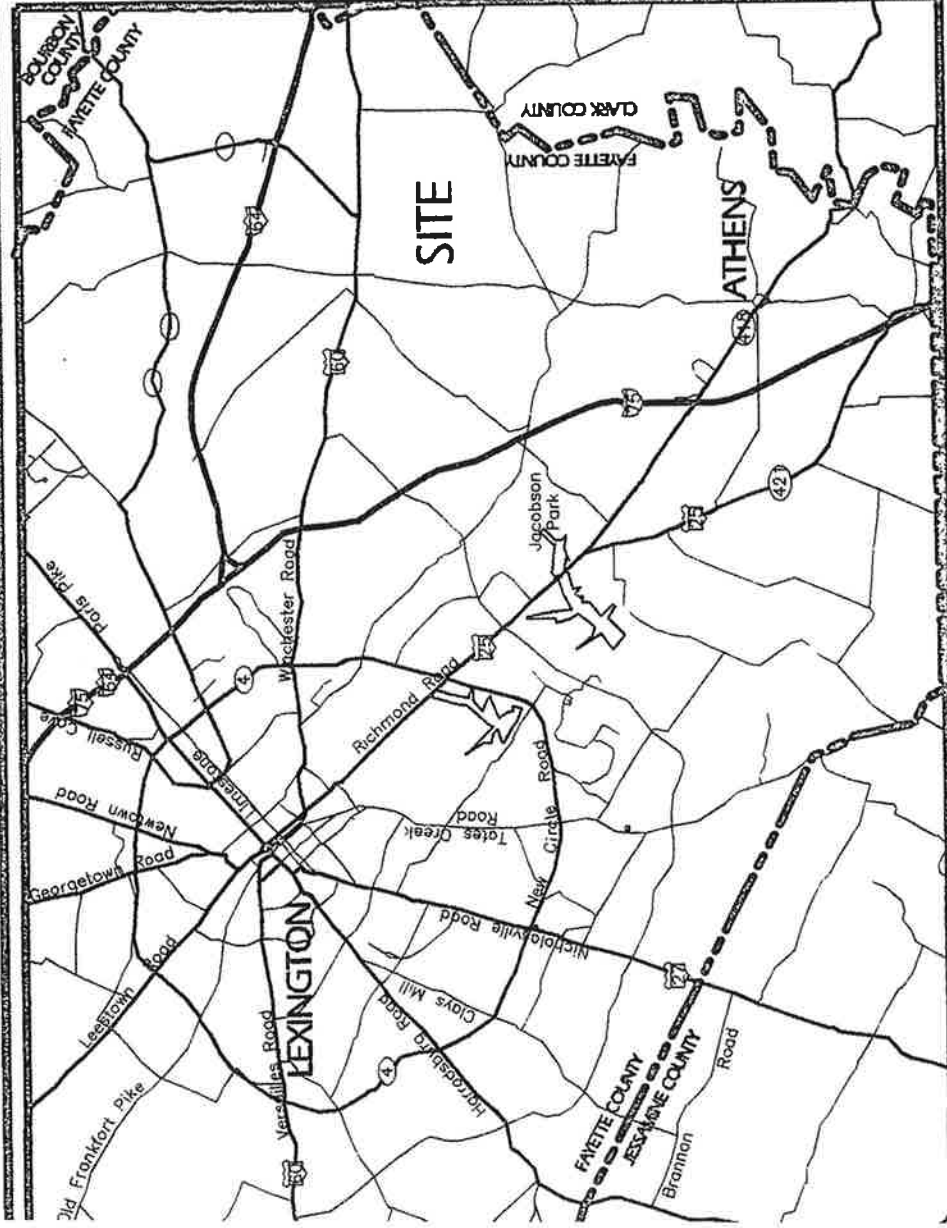 BOURBON
COUNTY
FAYETTE COUNTY
64
CLARK COUNTY
FAYETTE COUNTY
SITE
60
ATHENS
418
75
421
25
Jacobson
Park
Paris Pike
75
64
Russell Cave
4
Winchester Road
Richmond Road
25
Limestone
Newtown Road
Georgetown Road
Tates Creek
Road
New Circle Road
Nicholasville Road
27
Leestown Road
LEXINGTON
Versailles Road
60
Old Frankfort Pike
4
Harrodsburg Road
Clays Mill
FAYETTE COUNTY
JESSAMINE COUNTY
Brannon Road